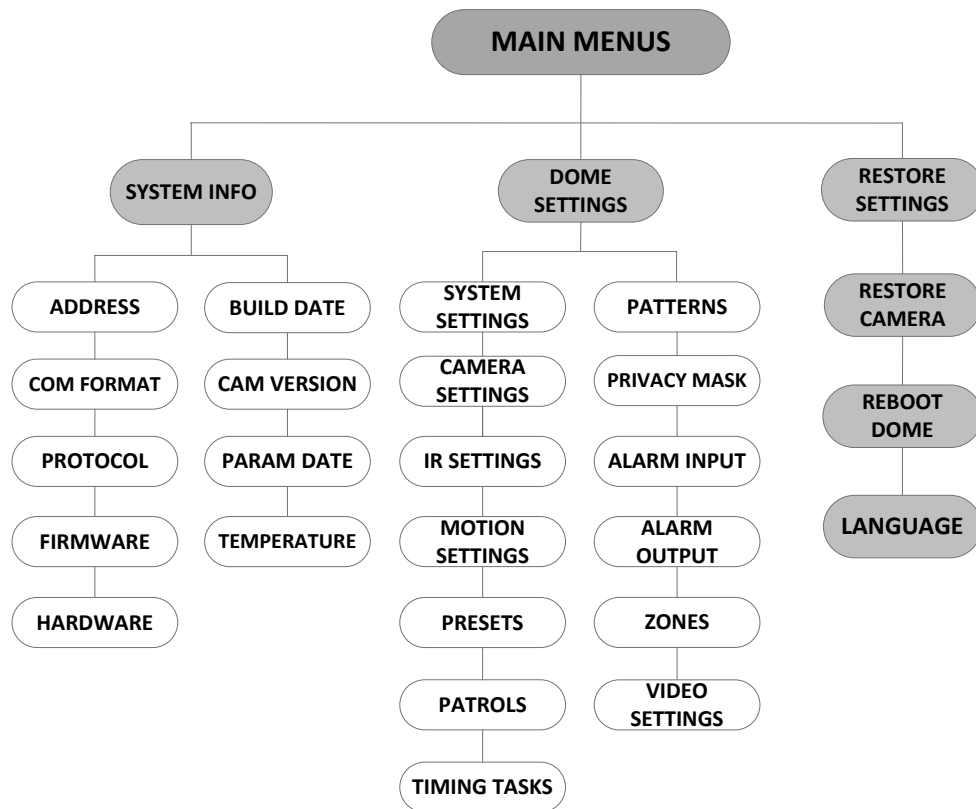 MAIN MENUS
SYSTEM INFO
DOME
SETTINGS
RESTORE
SETTINGS
ADDRESS
BUILD DATE
SYSTEM
SETTINGS
PATTERNS
RESTORE
CAMERA
COM FORMAT
CAM VERSION
CAMERA
SETTINGS
PRIVACY MASK
REBOOT
DOME
PROTOCOL
PARAM DATE
IR SETTINGS
ALARM INPUT
LANGUAGE
FIRMWARE
TEMPERATURE
MOTION
SETTINGS
ALARM
OUTPUT
HARDWARE
PRESETS
ZONES
PATROLS
VIDEO
SETTINGS
TIMING TASKS